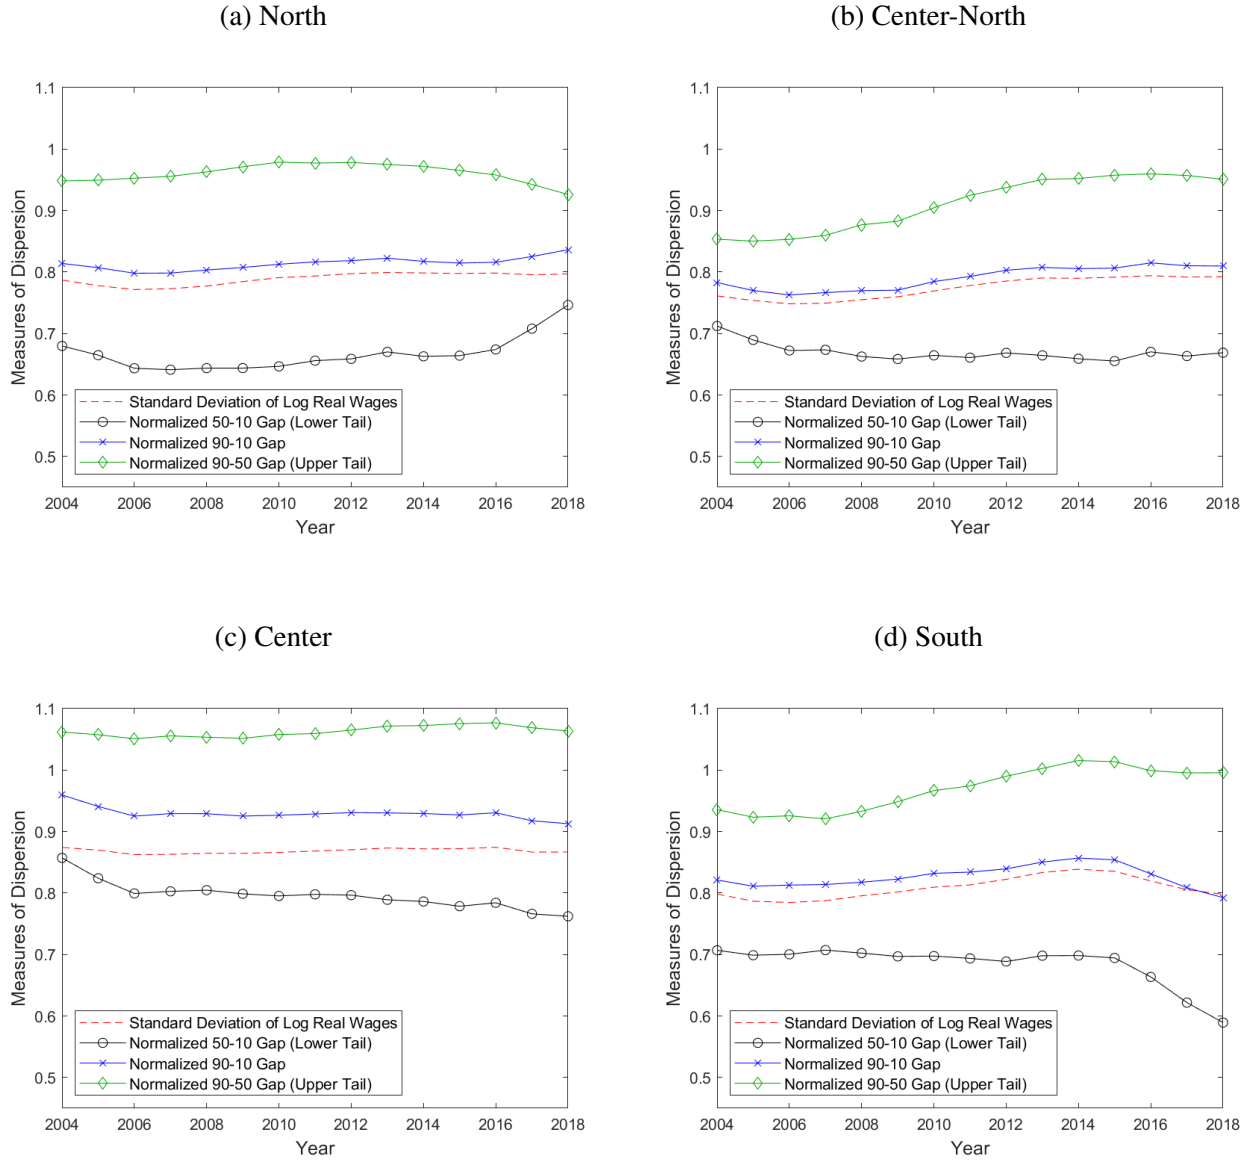 (a) North
(b) Center-North
1.1
1
0.9
0.8
0.7
0.6
0.5
Measures of Dispersion
Standard Deviation of Log Real Wages
Normalized 50-10 Gap (Lower Tail)
Normalized 90-10 Gap
Normalized 90-50 Gap (Upper Tail)
2004 2006 2008 2010 2012 2014 2016 2018
Year
1.1
1
0.9
0.8
0.7
0.6
0.5
Measures of Dispersion
Standard Deviation of Log Real Wages
Normalized 50-10 Gap (Lower Tail)
Normalized 90-10 Gap
Normalized 90-50 Gap (Upper Tail)
2004 2006 2008 2010 2012 2014 2016 2018
Year
(c) Center
(d) South
1.1
1
0.9
0.8
0.7
0.6
0.5
Measures of Dispersion
Standard Deviation of Log Real Wages
Normalized 50-10 Gap (Lower Tail)
Normalized 90-10 Gap
Normalized 90-50 Gap (Upper Tail)
2004 2006 2008 2010 2012 2014 2016 2018
Year
1.1
1
0.9
0.8
0.7
0.6
0.5
Measures of Dispersion
Standard Deviation of Log Real Wages
Normalized 50-10 Gap (Lower Tail)
Normalized 90-10 Gap
Normalized 90-50 Gap (Upper Tail)
2004 2006 2008 2010 2012 2014 2016 2018
Year